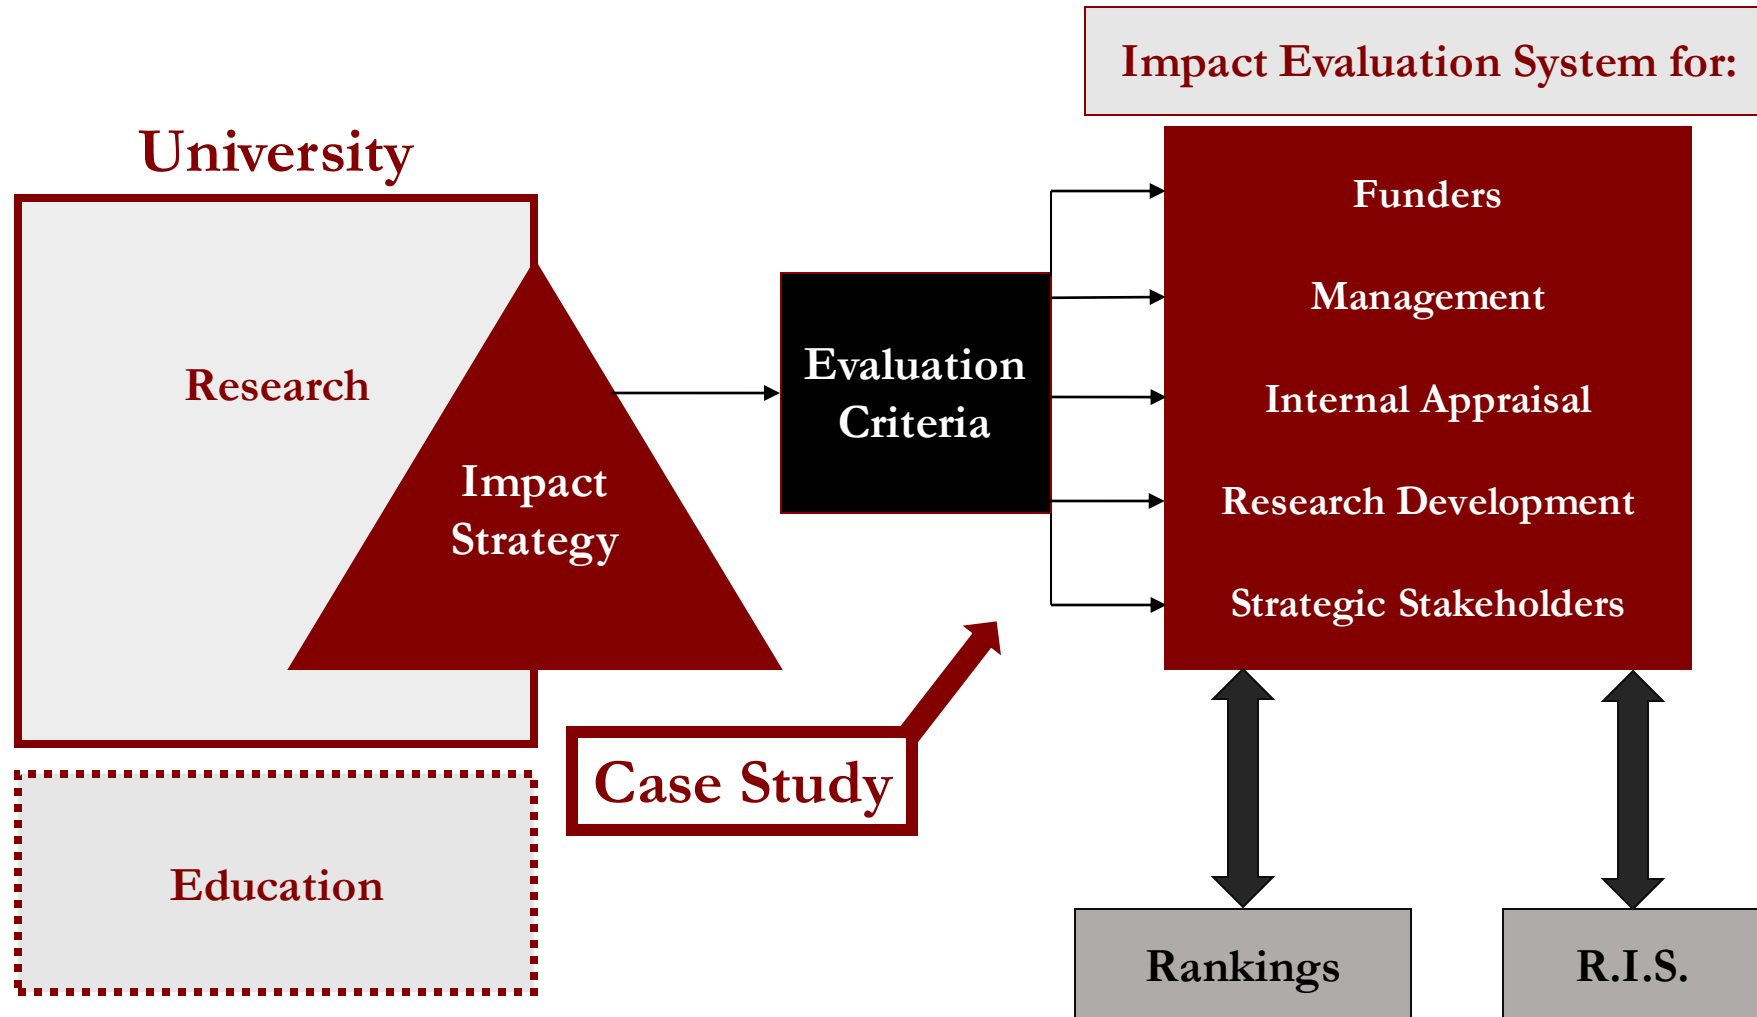 University
Research
Impact
Strategy
Education
Case Study
Evaluation
Criteria
Impact Evaluation System for:
Funders
Management
Internal Appraisal
Research Development
Strategic Stakeholders
Rankings
R.I.S.